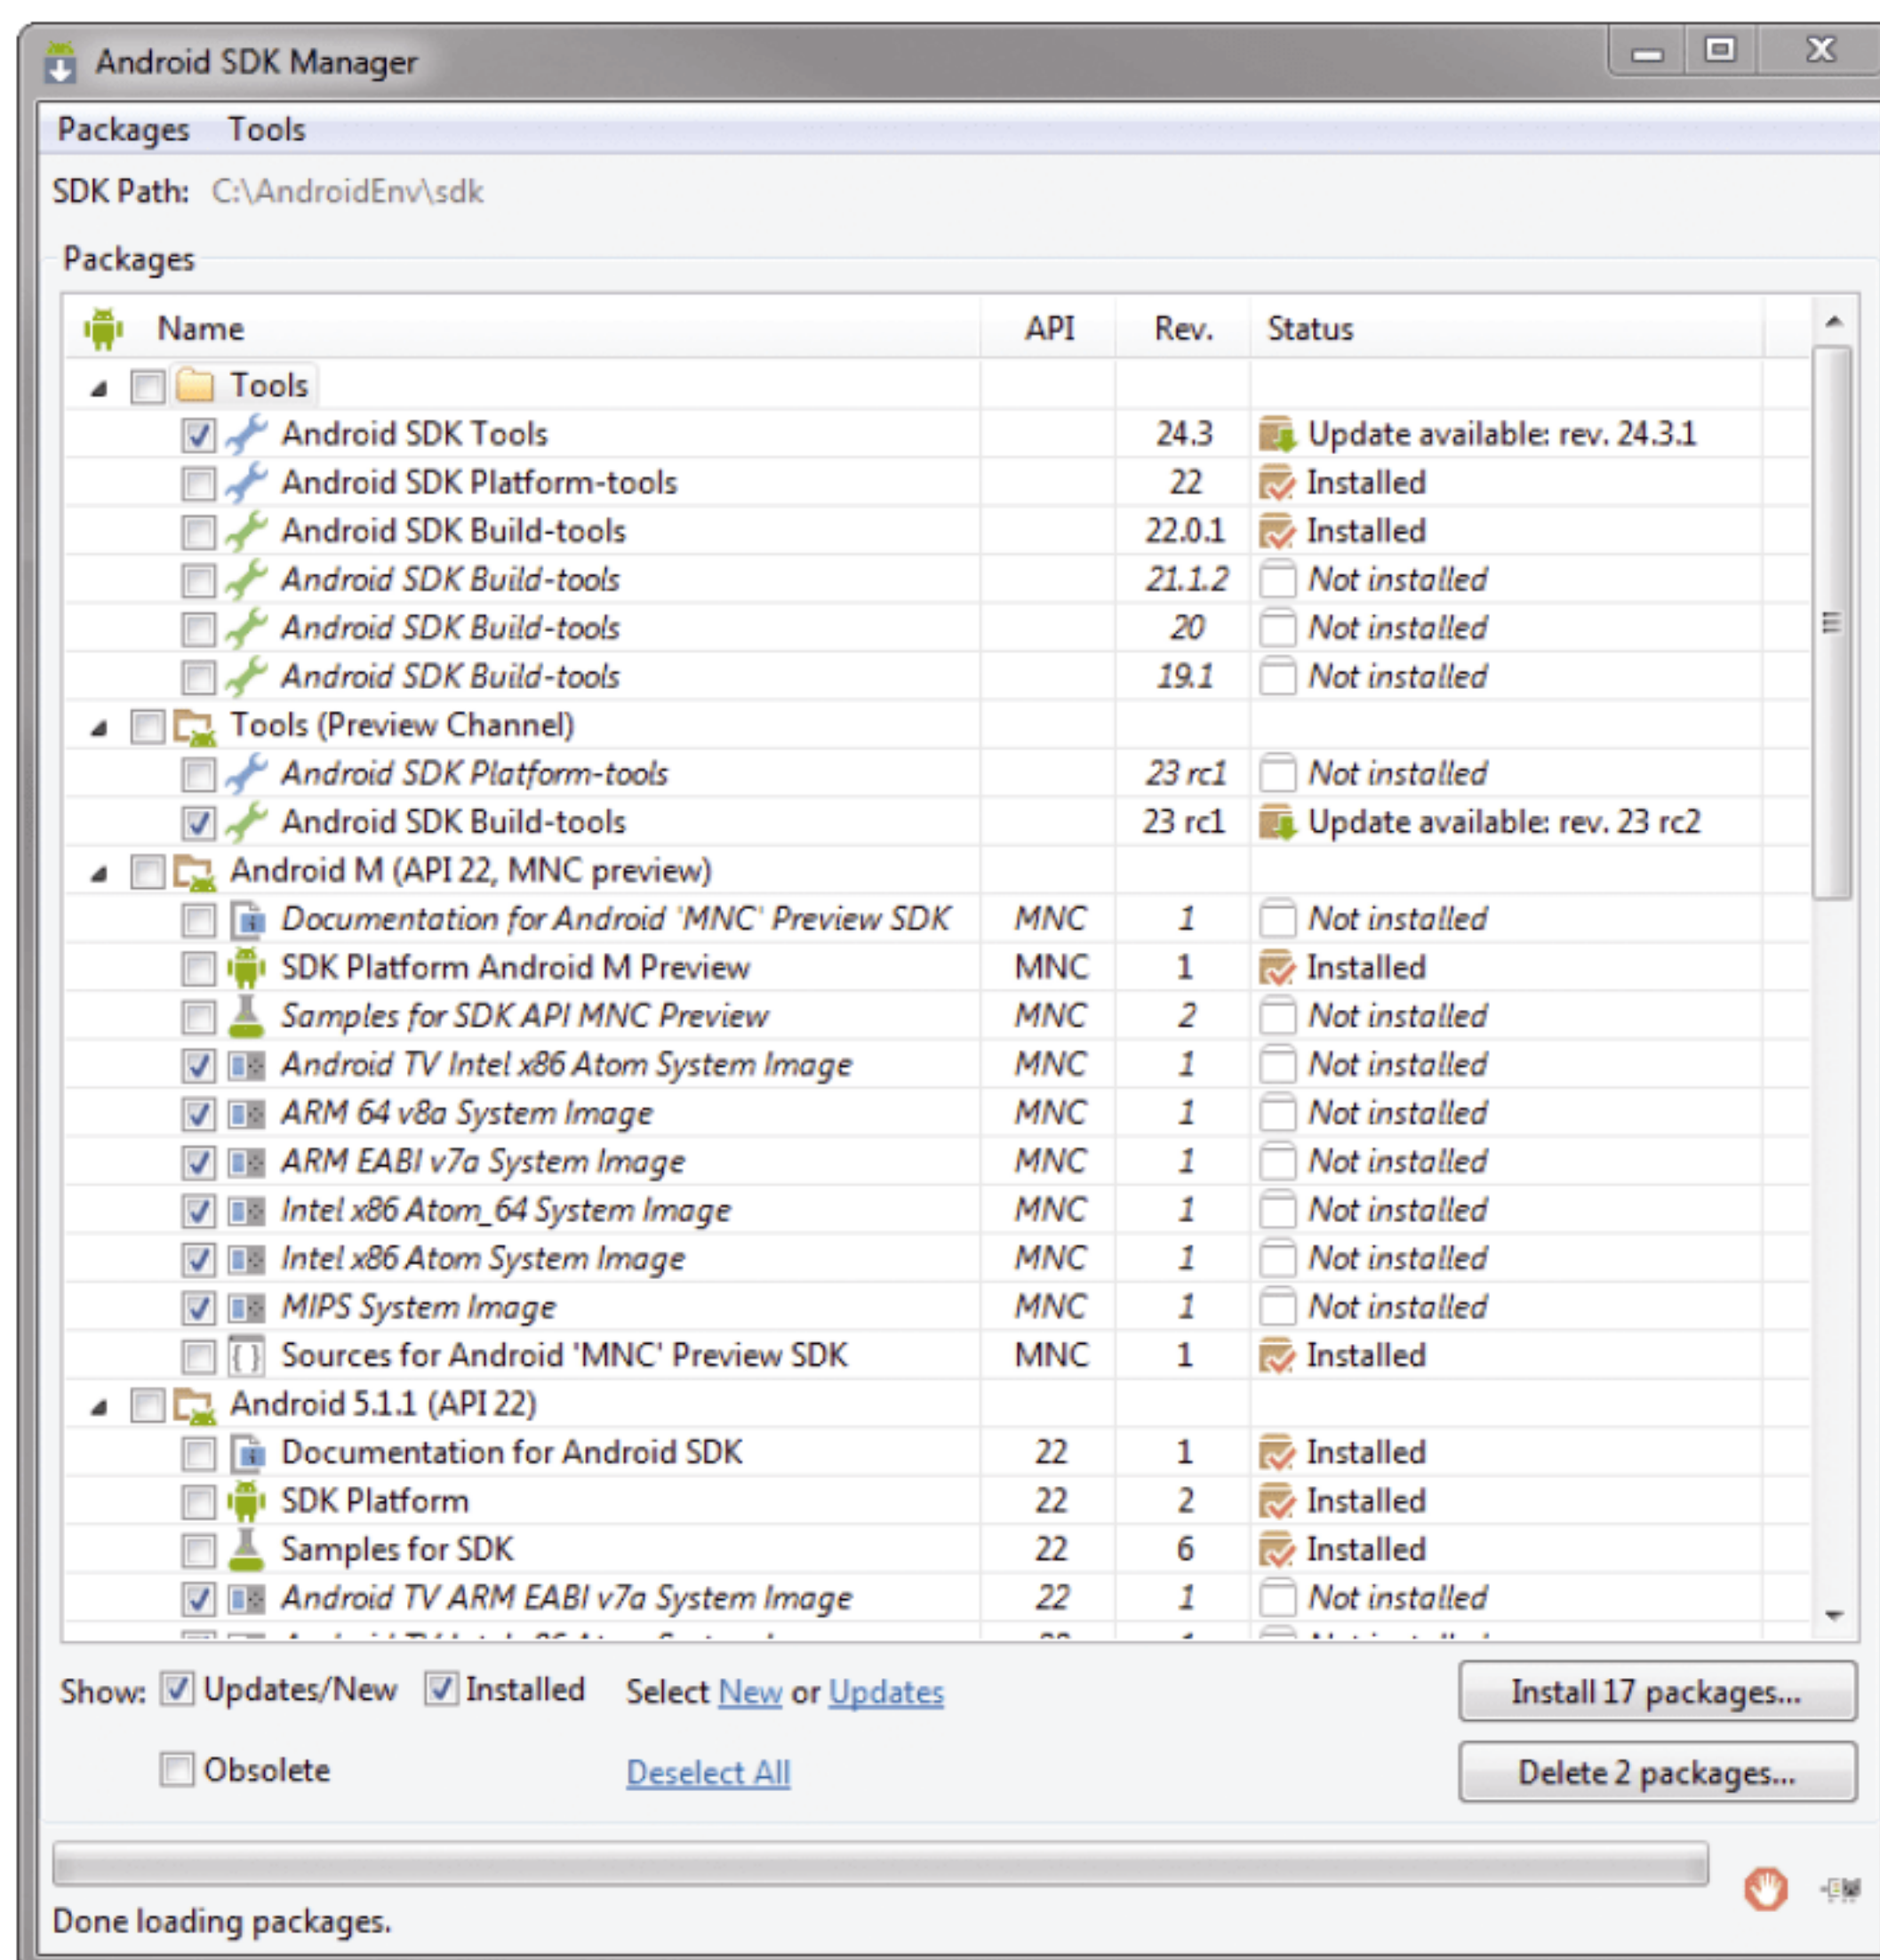 Android SDK Manager
Packages Tools
SDK Path: C:\AndroidEnv\sdk
Packages
Name API Rev. Status
Tools
Android SDK Tools 24.3 Update available: rev. 24.3.1
Android SDK Platform-tools 22 Installed
Android SDK Build-tools 22.0.1 Installed
Android SDK Build-tools 21.1.2 Not installed
Android SDK Build-tools 20 Not installed
Android SDK Build-tools 19.1 Not installed
Tools (Preview Channel)
Android SDK Platform-tools 23 rc1 Not installed
Android SDK Build-tools 23 rc1 Update available: rev. 23 rc2
Android M (API 22, MNC preview)
Documentation for Android 'MNC' Preview SDK MNC 1 Not installed
SDK Platform Android M Preview MNC 1 Installed
Samples for SDK API MNC Preview MNC 2 Not installed
Android TV Intel x86 Atom System Image MNC 1 Not installed
ARM 64 v8a System Image MNC 1 Not installed
ARM EABI v7a System Image MNC 1 Not installed
Intel x86 Atom_64 System Image MNC 1 Not installed
Intel x86 Atom System Image MNC 1 Not installed
MIPS System Image MNC 1 Not installed
Sources for Android 'MNC' Preview SDK MNC 1 Installed
Android 5.1.1 (API 22)
Documentation for Android SDK 22 1 Installed
SDK Platform 22 2 Installed
Samples for SDK 22 6 Installed
Android TV ARM EABI v7a System Image 22 1 Not installed
Show: Updates/New Installed Select New or Updates Install 17 packages...
Obsolete Deselect All Delete 2 packages...
Done loading packages.